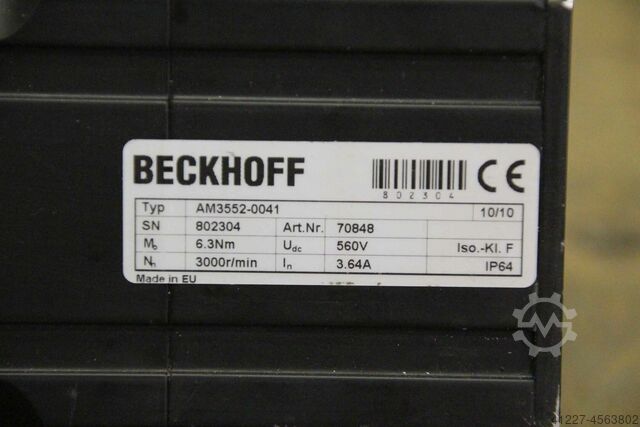 BECKHOFF
802304
CE
Typ AM3552-0041 10/10
SN 802304 Art.Nr. 70848
M₀ 6.3Nm Udc 560V Iso.-Kl. F
Nn 3000r/min In 3.64A IP64
Made in EU
41227-4563802